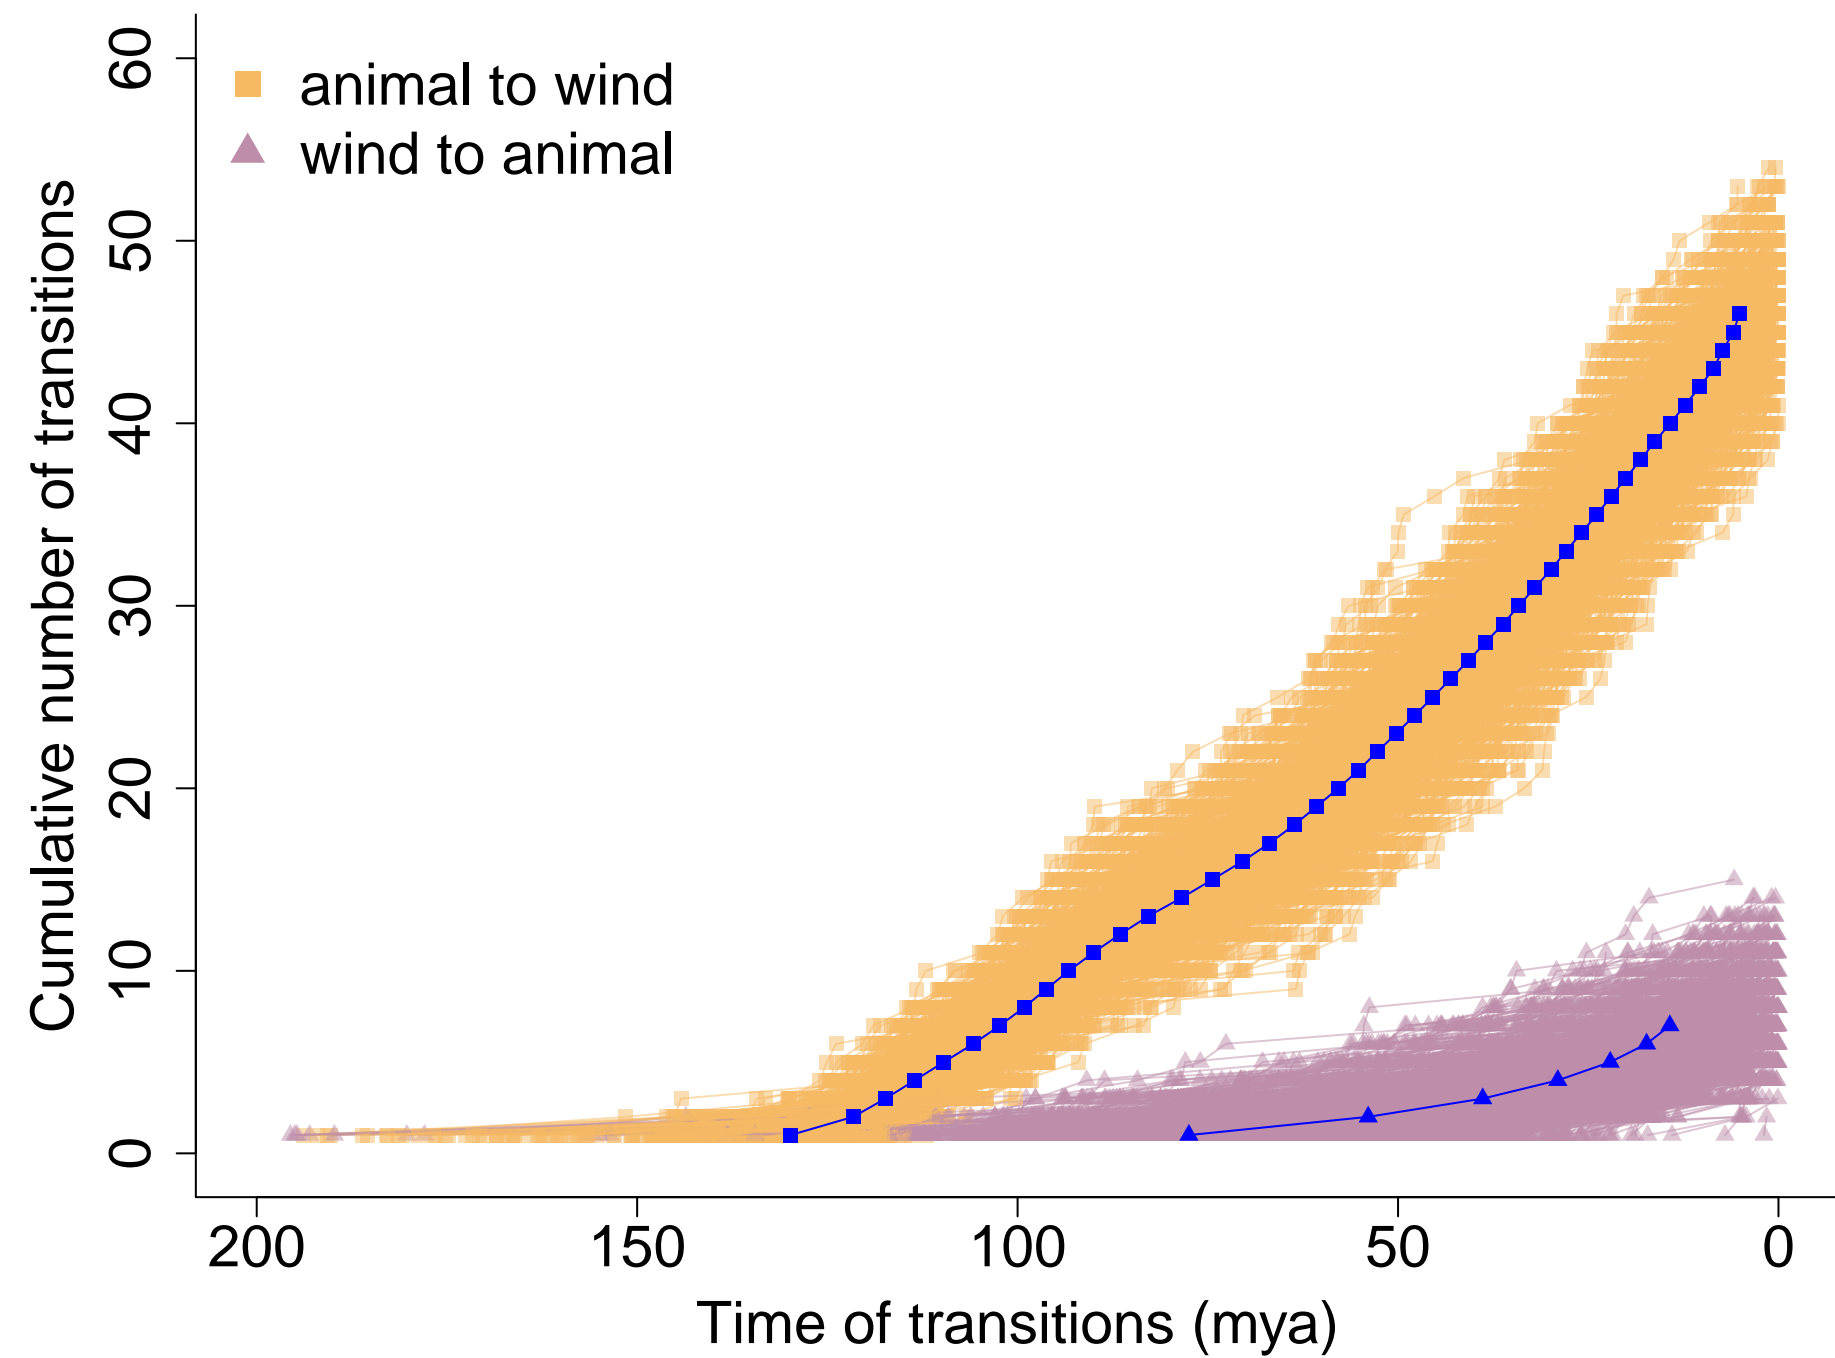 animal to wind
wind to animal
Cumulative number of transitions
60
50
40
30
20
10
0
200 150 100 50 0
Time of transitions (mya)